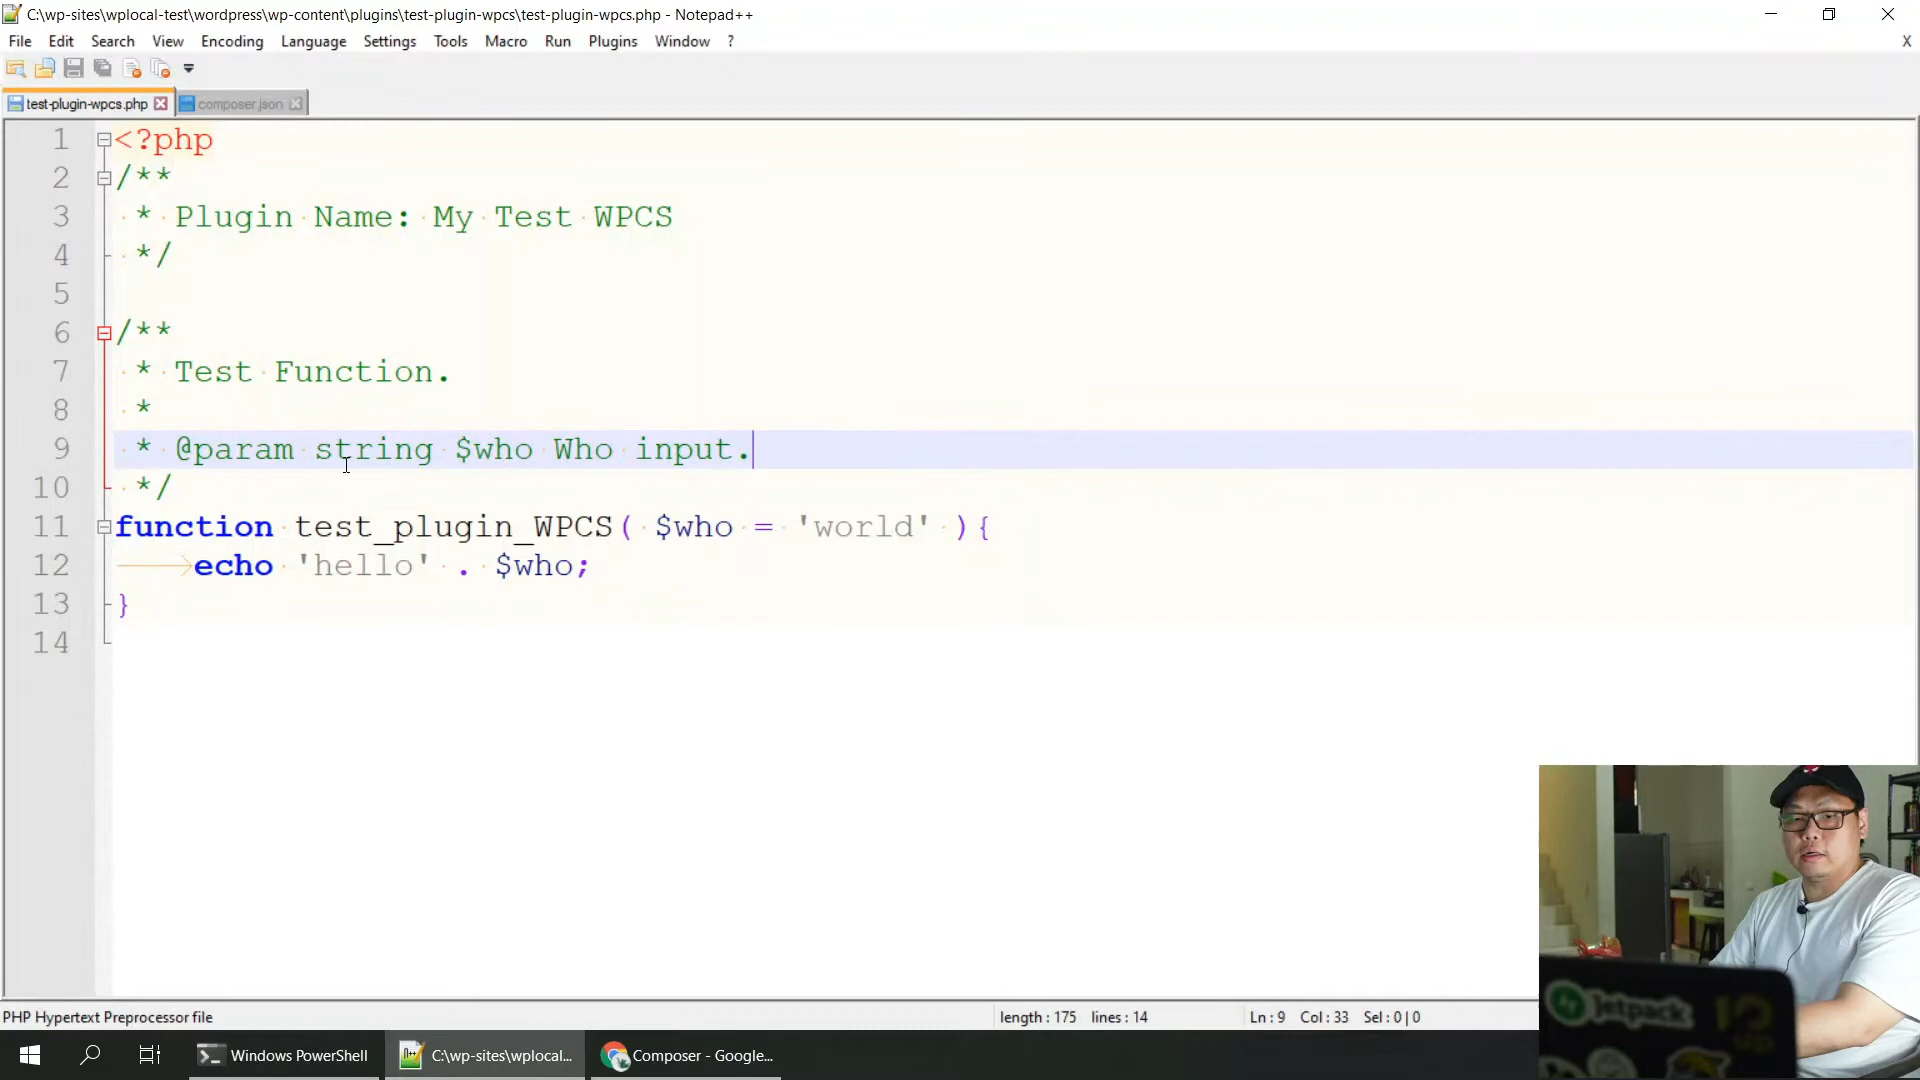 C:\wp-sites\wplocal-test\wordpress\wp-content\plugins\test-plugin-wpcs\test-plugin-wpcs.php - Notepad++
File Edit Search View Encoding Language Settings Tools Macro Run Plugins Window ? X
test-plugin-wpcs.php composer.json
1 <?php
2 /**
3 * Plugin Name: My Test WPCS
4 */
5
6 /**
7 * Test Function.
8 *
9 * @param string $who Who input.
10 */
11 function test_plugin_WPCS( $who = 'world' ){
12 echo 'hello' . $who;
13 }
14
PHP Hypertext Preprocessor file length : 175 lines : 14 Ln : 9 Col : 33 Sel : 0 | 0
Windows PowerShell C:\wp-sites\wplocal... Composer - Google...
Jetpack